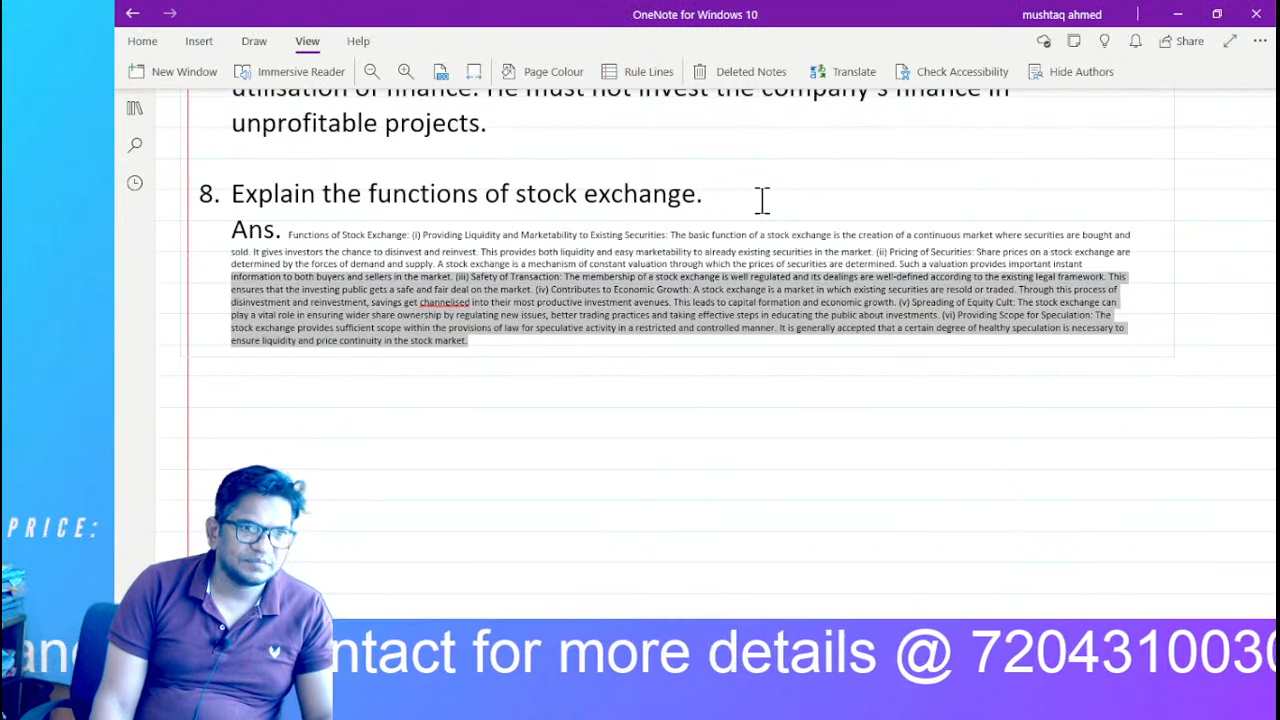 OneNote for Windows 10
mushtaq ahmed
Home Insert Draw View Help
Share
New Window Immersive Reader Page Colour Rule Lines Deleted Notes Translate Check Accessibility Hide Authors
utilisation of finance. He must not invest the company's finance in
unprofitable projects.
8. Explain the functions of stock exchange.
Ans. Functions of Stock Exchange: (i) Providing Liquidity and Marketability to Existing Securities: The basic function of a stock exchange is the creation of a continuous market where securities are bought and
sold. It gives investors the chance to disinvest and reinvest. This provides both liquidity and easy marketability to already existing securities in the market. (ii) Pricing of Securities: Share prices on a stock exchange are
determined by the forces of demand and supply. A stock exchange is a mechanism of constant valuation through which the prices of securities are determined. Such a valuation provides important instant
information to both buyers and sellers in the market. (iii) Safety of Transaction: The membership of a stock exchange is well regulated and its dealings are well-defined according to the existing legal framework. This
ensures that the investing public gets a safe and fair deal on the market. (iv) Contributes to Economic Growth: A stock exchange is a market in which existing securities are resold or traded. Through this process of
disinvestment and reinvestment, savings get channelised into their most productive investment avenues. This leads to capital formation and economic growth. (v) Spreading of Equity Cult: The stock exchange can
play a vital role in ensuring wider share ownership by regulating new issues, better trading practices and taking effective steps in educating the public about investments. (vi) Providing Scope for Speculation: The
stock exchange provides sufficient scope within the provisions of law for speculative activity in a restricted and controlled manner. It is generally accepted that a certain degree of healthy speculation is necessary to
ensure liquidity and price continuity in the stock market.
PRICE:
ntact for more details @ 7204310030